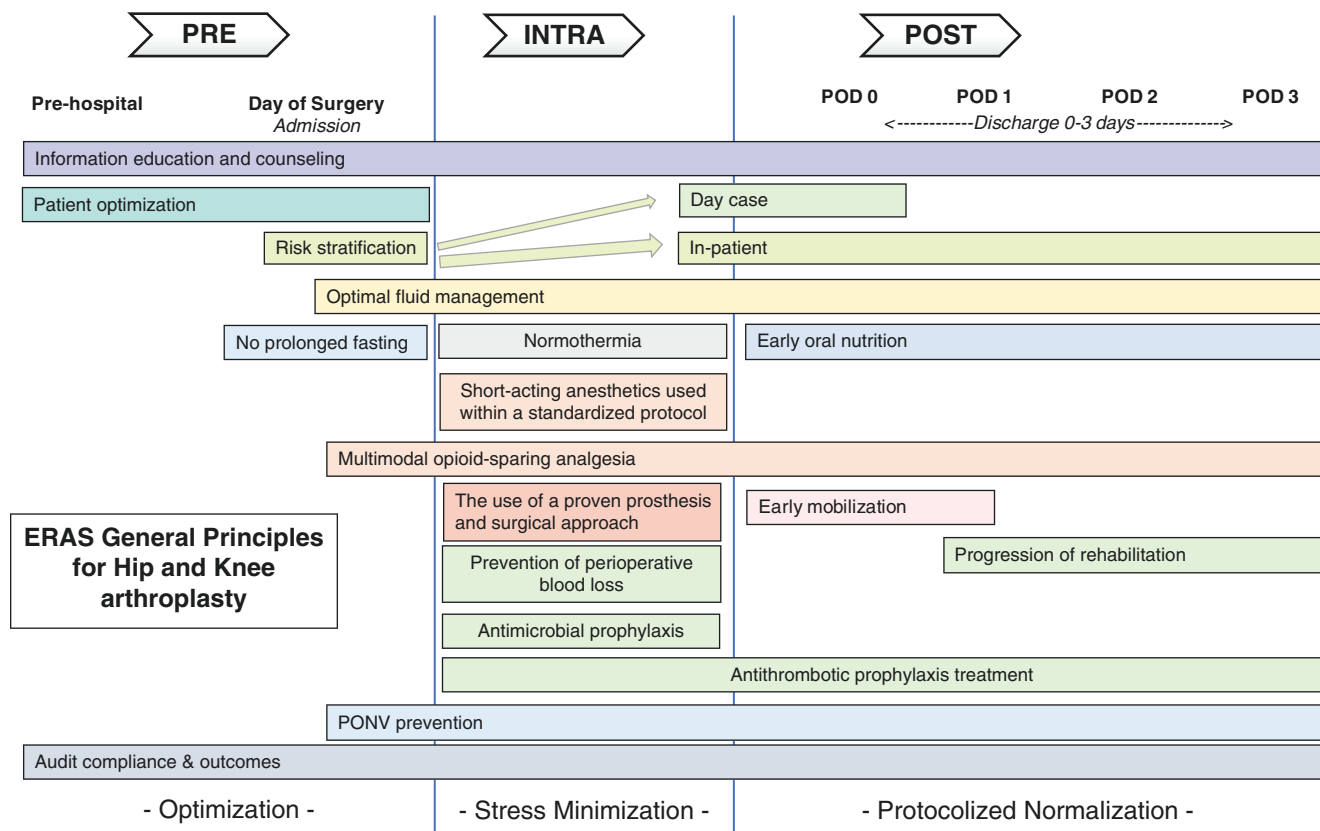 PRE
INTRA
POST
Pre-hospital
Day of Surgery
Admission
POD 0
POD 1
POD 2
POD 3
<------------Discharge 0-3 days-------------->
Information education and counseling
Patient optimization
Day case
Risk stratification
In-patient
Optimal fluid management
No prolonged fasting
Normothermia
Early oral nutrition
Short-acting anesthetics used
within a standardized protocol
Multimodal opioid-sparing analgesia
The use of a proven prosthesis
and surgical approach
Early mobilization
ERAS General Principles
for Hip and Knee
arthroplasty
Prevention of perioperative
blood loss
Progression of rehabilitation
Antimicrobial prophylaxis
Antithrombotic prophylaxis treatment
PONV prevention
Audit compliance & outcomes
- Optimization -
- Stress Minimization -
- Protocolized Normalization -